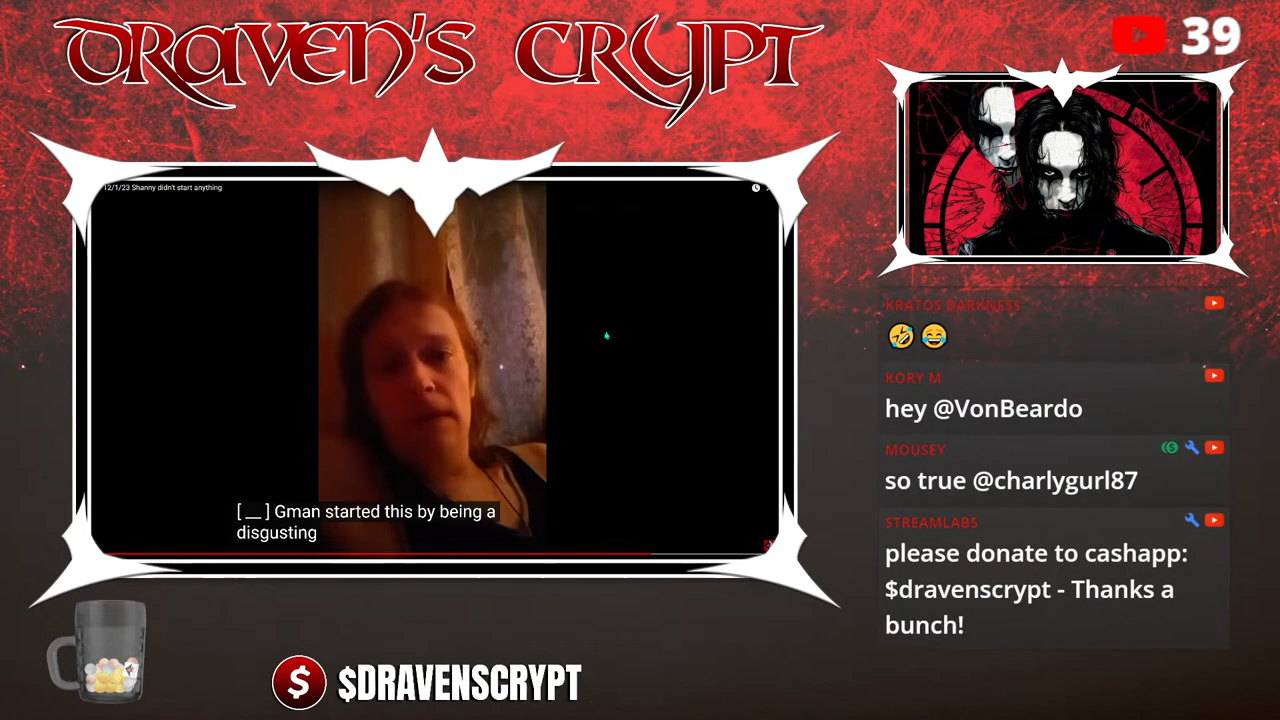 DRAVEN'S CRYPT
39
12/1/23 Shanny didn't start anything
[ __ ] Gman started this by being a
disgusting
KRATOS DARKNESS
🤣😂
KORY M
hey @VonBeardo
MOUSEY
so true @charlygurl87
STREAMLABS
please donate to cashapp:
$dravenscrypt - Thanks a
bunch!
$ $DRAVENSCRYPT